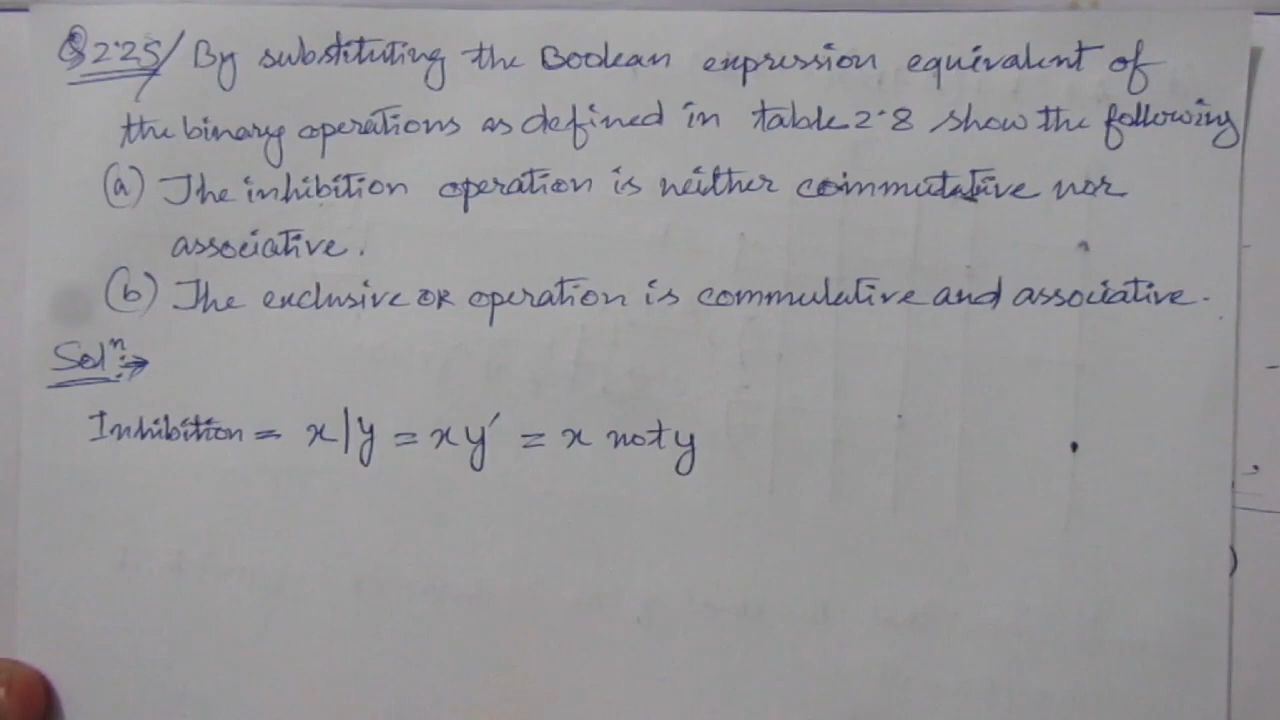 Q2.25/ By substituting the Boolean expression equivalent of
the binary operations as defined in table 2.8 show the following
(a) The inhibition operation is neither commutative nor
associative.
(b) The exclusive OR operation is commulative and associative.
Solⁿ:→
Inhibition = x/y = xy′ = x not y